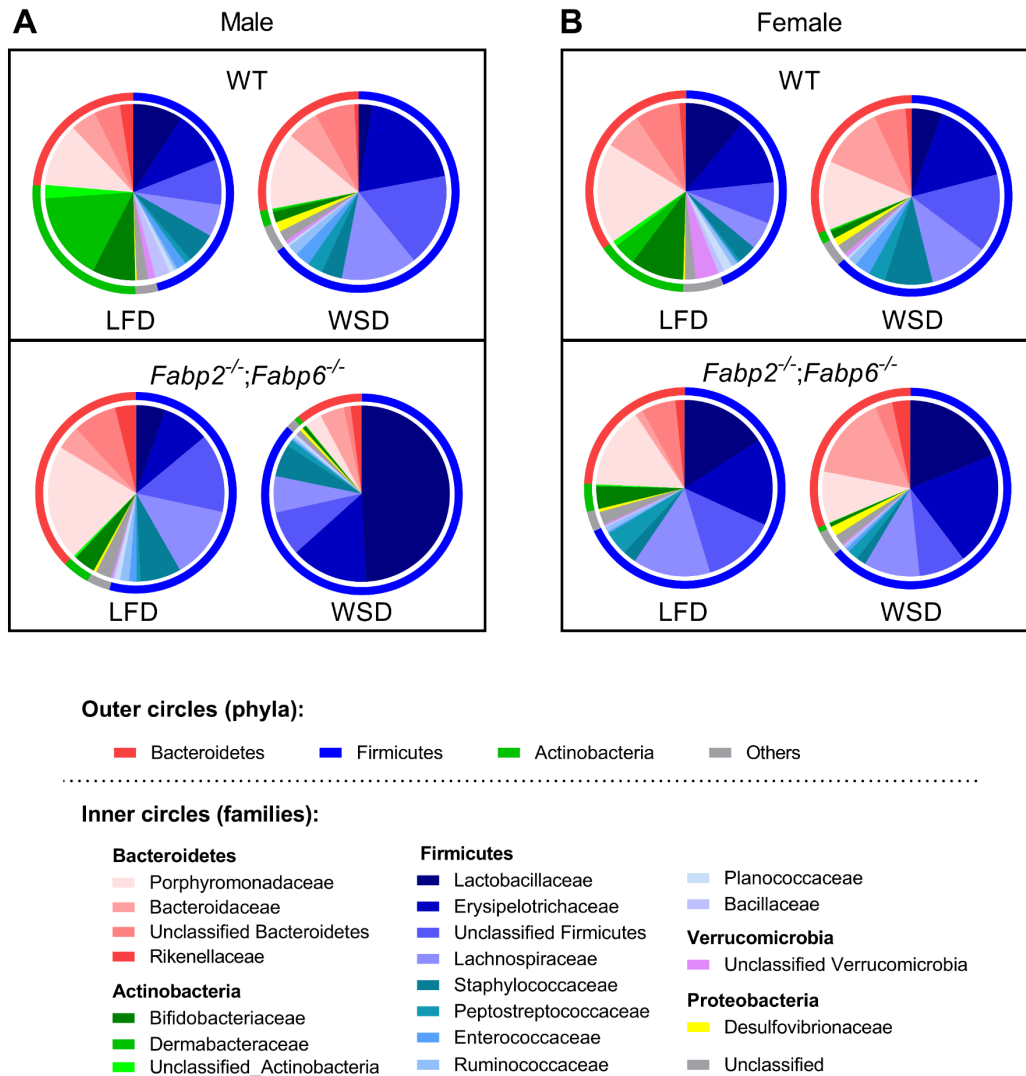 A Male
B Female
WT
LFD WSD
WT
LFD WSD
Fabp2-/-;Fabp6-/-
LFD WSD
Fabp2-/-;Fabp6-/-
LFD WSD
Outer circles (phyla):
Bacteroidetes Firmicutes Actinobacteria Others
Inner circles (families):
Bacteroidetes
Porphyromonadaceae
Bacteroidaceae
Unclassified Bacteroidetes
Rikenellaceae
Actinobacteria
Bifidobacteriaceae
Dermabacteraceae
Unclassified_Actinobacteria
Firmicutes
Lactobacillaceae
Erysipelotrichaceae
Unclassified Firmicutes
Lachnospiraceae
Staphylococcaceae
Peptostreptococcaceae
Enterococcaceae
Ruminococcaceae
Planococcaceae
Bacillaceae
Verrucomicrobia
Unclassified Verrucomicrobia
Proteobacteria
Desulfovibrionaceae
Unclassified